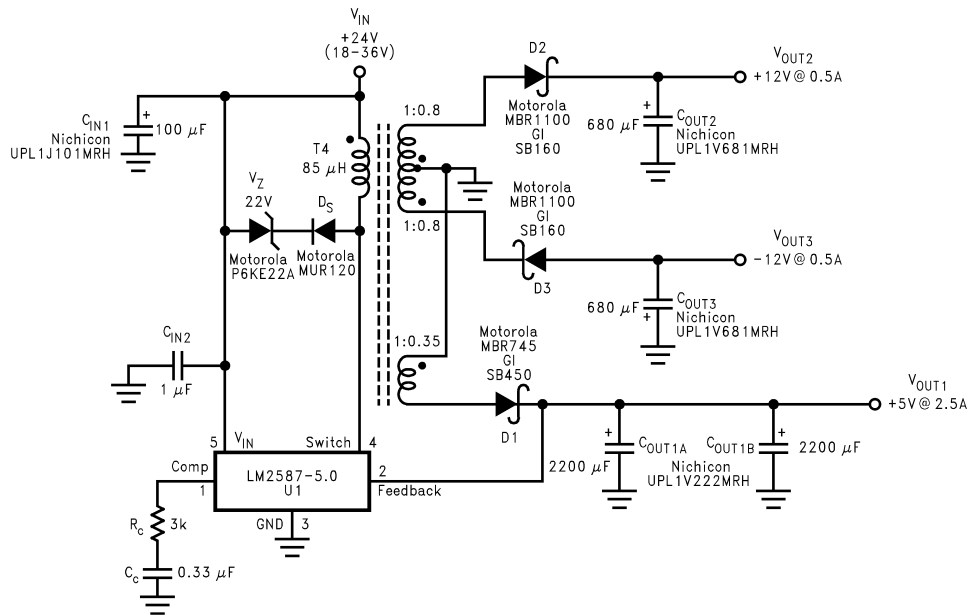 V_IN
+24V
(18-36V)
C_IN1
Nichicon
UPL1J101MRH
+
100 μF
T4
85 μH
1:0.8
1:0.8
1:0.35
D2
Motorola
MBR1100
GI
SB160
680 μF
+
C_OUT2
Nichicon
UPL1V681MRH
V_OUT2
+12V @ 0.5A
V_Z
22V
D_S
Motorola
P6KE22A
Motorola
MUR120
Motorola
MBR1100
GI
SB160
D3
680 μF
+
C_OUT3
Nichicon
UPL1V681MRH
V_OUT3
-12V @ 0.5A
C_IN2
1 μF
Motorola
MBR745
GI
SB450
D1
V_OUT1
+5V @ 2.5A
2200 μF
+
C_OUT1A
C_OUT1B
+
2200 μF
Nichicon
UPL1V222MRH
5
V_IN
Switch
4
Comp
1
LM2587-5.0
U1
2
Feedback
GND
3
R_c
3k
C_c
0.33 μF